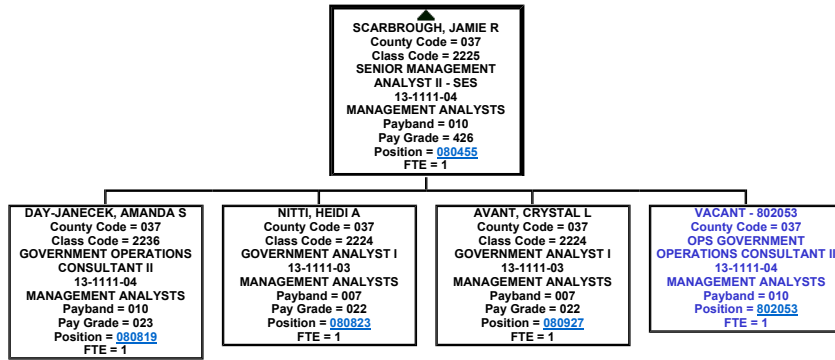 SCARBROUGH, JAMIE R
County Code = 037
Class Code = 2225
SENIOR MANAGEMENT
ANALYST II - SES
13-1111-04
MANAGEMENT ANALYSTS
Payband = 010
Pay Grade = 426
Position = 080455
FTE = 1
DAY-JANECEK, AMANDA S
County Code = 037
Class Code = 2236
GOVERNMENT OPERATIONS
CONSULTANT II
13-1111-04
MANAGEMENT ANALYSTS
Payband = 010
Pay Grade = 023
Position = 080819
FTE = 1
NITTI, HEIDI A
County Code = 037
Class Code = 2224
GOVERNMENT ANALYST I
13-1111-03
MANAGEMENT ANALYSTS
Payband = 007
Pay Grade = 022
Position = 080823
FTE = 1
AVANT, CRYSTAL L
County Code = 037
Class Code = 2224
GOVERNMENT ANALYST I
13-1111-03
MANAGEMENT ANALYSTS
Payband = 007
Pay Grade = 022
Position = 080927
FTE = 1
VACANT - 802053
County Code = 037
OPS GOVERNMENT
OPERATIONS CONSULTANT II
13-1111-04
MANAGEMENT ANALYSTS
Payband = 010
Position = 802053
FTE = 1